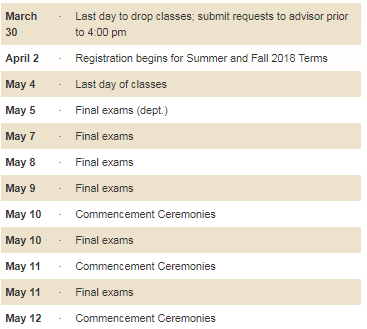 March · Last day to drop classes; submit requests to advisor prior
30 to 4:00 pm
April 2 · Registration begins for Summer and Fall 2018 Terms
May 4 · Last day of classes
May 5 · Final exams (dept.)
May 7 · Final exams
May 8 · Final exams
May 9 · Final exams
May 10 · Commencement Ceremonies
May 10 · Final exams
May 11 · Commencement Ceremonies
May 11 · Final exams
May 12 · Commencement Ceremonies